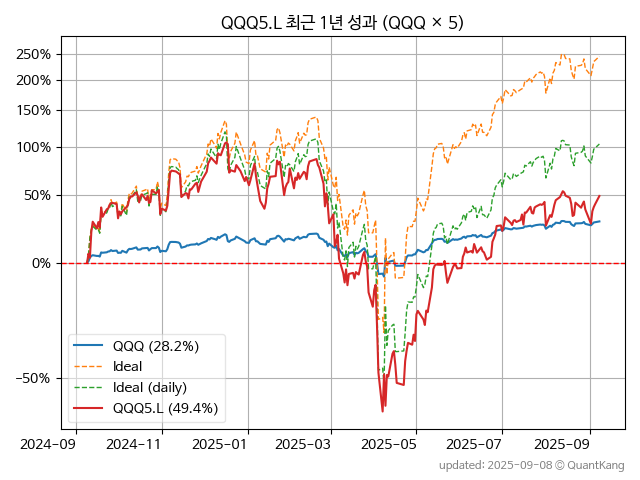 QQQ5.L 최근 1년 성과 (QQQ × 5)
250%
200%
150%
100%
50%
0%
−50%
QQQ (28.2%)
Ideal
Ideal (daily)
QQQ5.L (49.4%)
2024−09
2024−11
2025−01
2025−03
2025−05
2025−07
2025−09
updated: 2025-09-08 © QuantKang